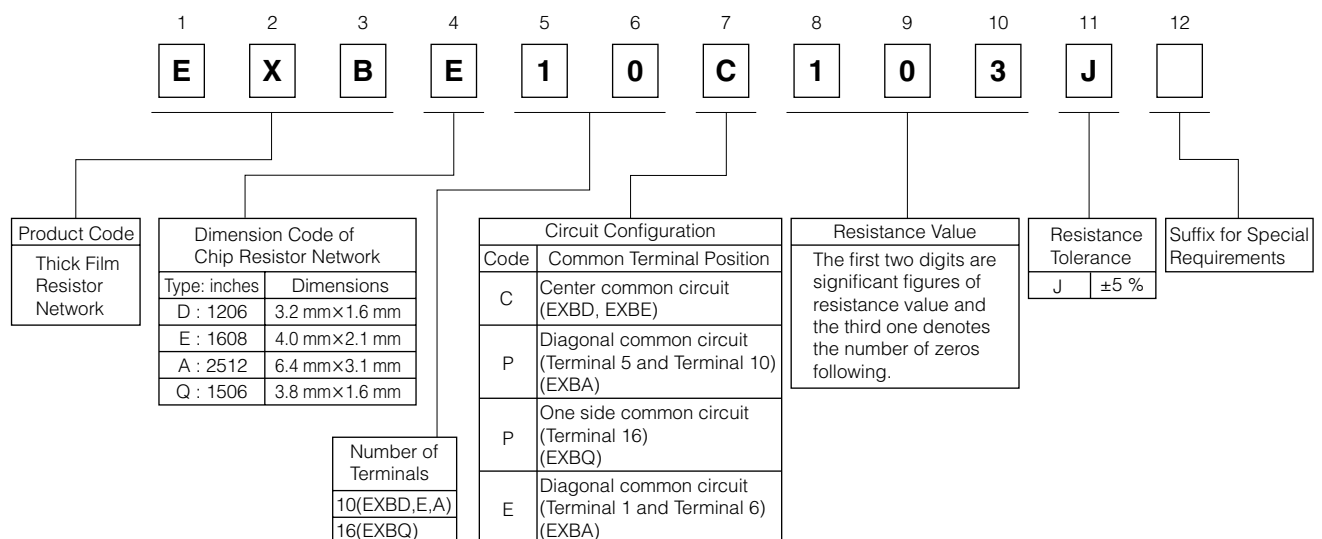 1 2 3 4 5 6 7 8 9 10 11 12
E X B E 1 0 C 1 0 3 J
Product Code
Thick Film
Resistor
Network
Dimension Code of
Chip Resistor Network
Type: inches Dimensions
D : 1206 3.2 mm×1.6 mm
E : 1608 4.0 mm×2.1 mm
A : 2512 6.4 mm×3.1 mm
Q : 1506 3.8 mm×1.6 mm
Number of
Terminals
10(EXBD,E,A)
16(EXBQ)
Circuit Configuration
Code Common Terminal Position
C Center common circuit
(EXBD, EXBE)
P Diagonal common circuit
(Terminal 5 and Terminal 10)
(EXBA)
P One side common circuit
(Terminal 16)
(EXBQ)
E Diagonal common circuit
(Terminal 1 and Terminal 6)
(EXBA)
Resistance Value
The first two digits are
significant figures of
resistance value and
the third one denotes
the number of zeros
following.
Resistance
Tolerance
J ±5 %
Suffix for Special
Requirements